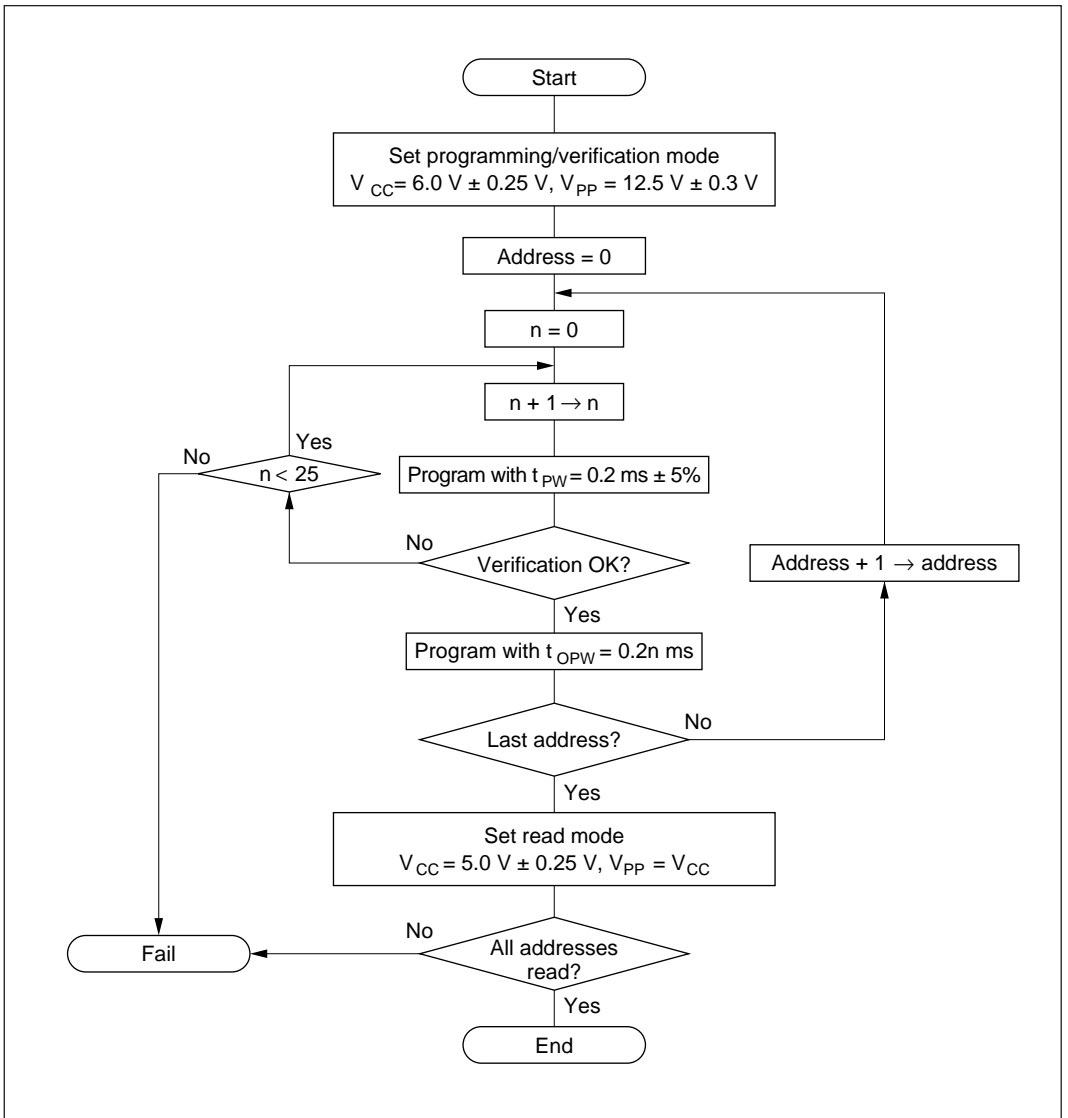 Start
Set programming/verification mode
V CC = 6.0 V ± 0.25 V, V PP = 12.5 V ± 0.3 V
Address = 0
n = 0
n + 1 → n
Yes
No
n < 25
Program with t PW = 0.2 ms ± 5%
No
Verification OK?
Address + 1 → address
Yes
Program with t OPW = 0.2n ms
No
Last address?
Yes
Set read mode
V CC = 5.0 V ± 0.25 V, V PP = V CC
No
All addresses
read?
Fail
Yes
End